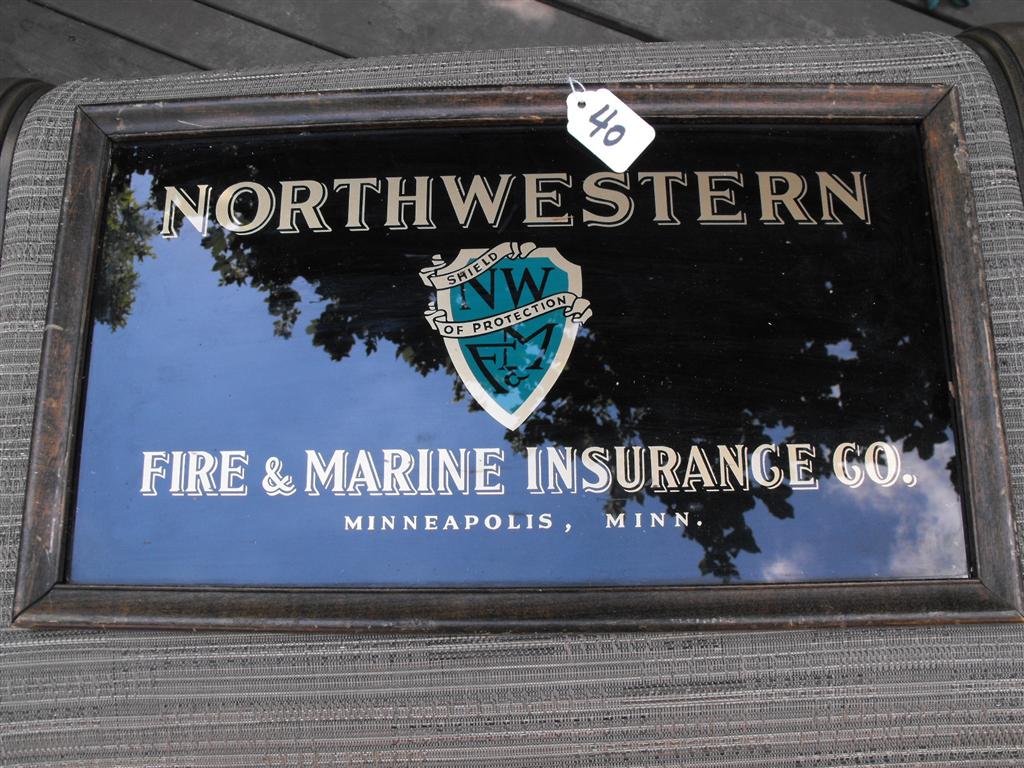 40
NORTHWESTERN
SHIELD
NW
OF PROTECTION
F&M
FIRE & MARINE INSURANCE CO.
MINNEAPOLIS, MINN.